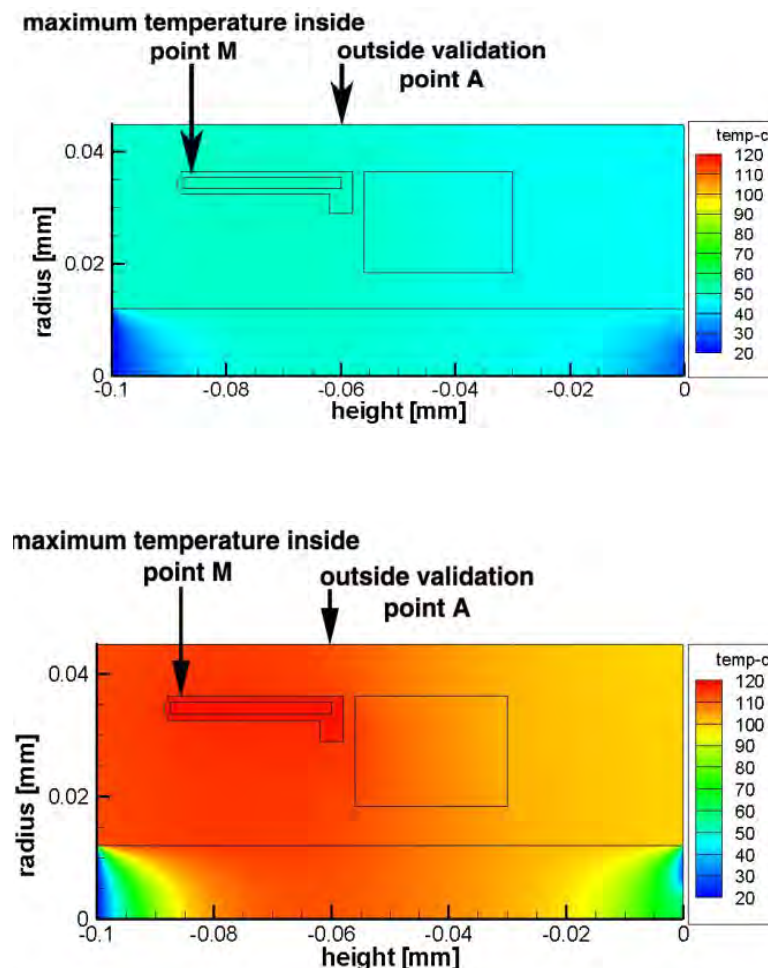 maximum temperature inside
point M
outside validation
point A
temp-c
0.04
120
110
100
90
80
70
60
50
40
30
20
radius [mm]
0.02
0
-0.1
-0.08
-0.06
-0.04
-0.02
0
height [mm]
maximum temperature inside
point M
outside validation
point A
temp-c
0.04
120
110
100
90
80
70
60
50
40
30
20
radius [mm]
0.02
0
-0.1
-0.08
-0.06
-0.04
-0.02
0
height [mm]